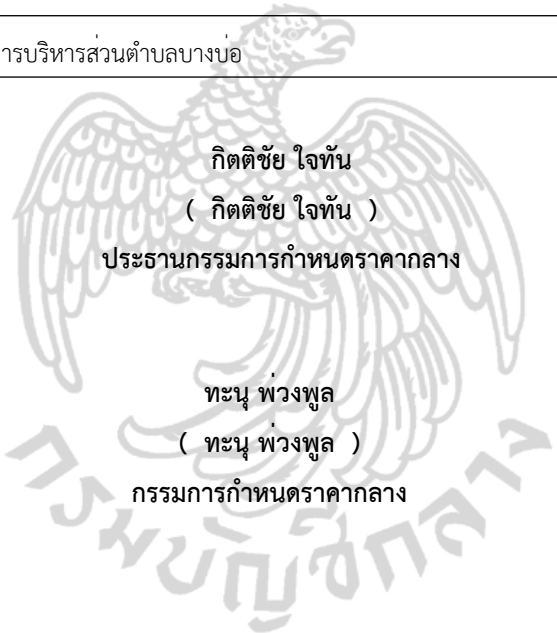 ารบริหารส่วนตำบลบางบ่อ
กิตติชัย ใจทัน
( กิตติชัย ใจทัน )
ประธานกรรมการกำหนดราคากลาง
ทะนุ พ่วงพูล
( ทะนุ พ่วงพูล )
กรรมการกำหนดราคากลาง
กรมบัญชีกลาง